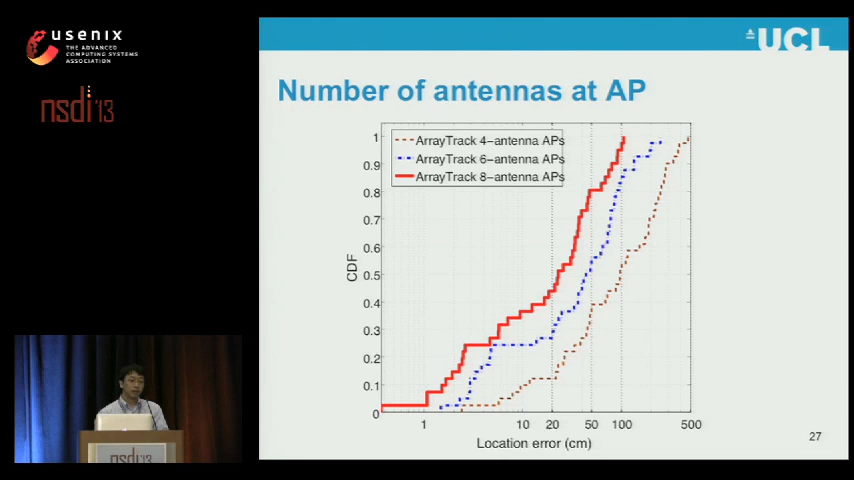 usenix
THE ADVANCED
COMPUTING SYSTEMS
ASSOCIATION
nsdi '13
UCL
Number of antennas at AP
ArrayTrack 4-antenna APs
ArrayTrack 6-antenna APs
ArrayTrack 8-antenna APs
1
0.9
0.8
0.7
0.6
0.5
0.4
0.3
0.2
0.1
0
CDF
1
10
20
50
100
500
Location error (cm)
27
nsdi'13